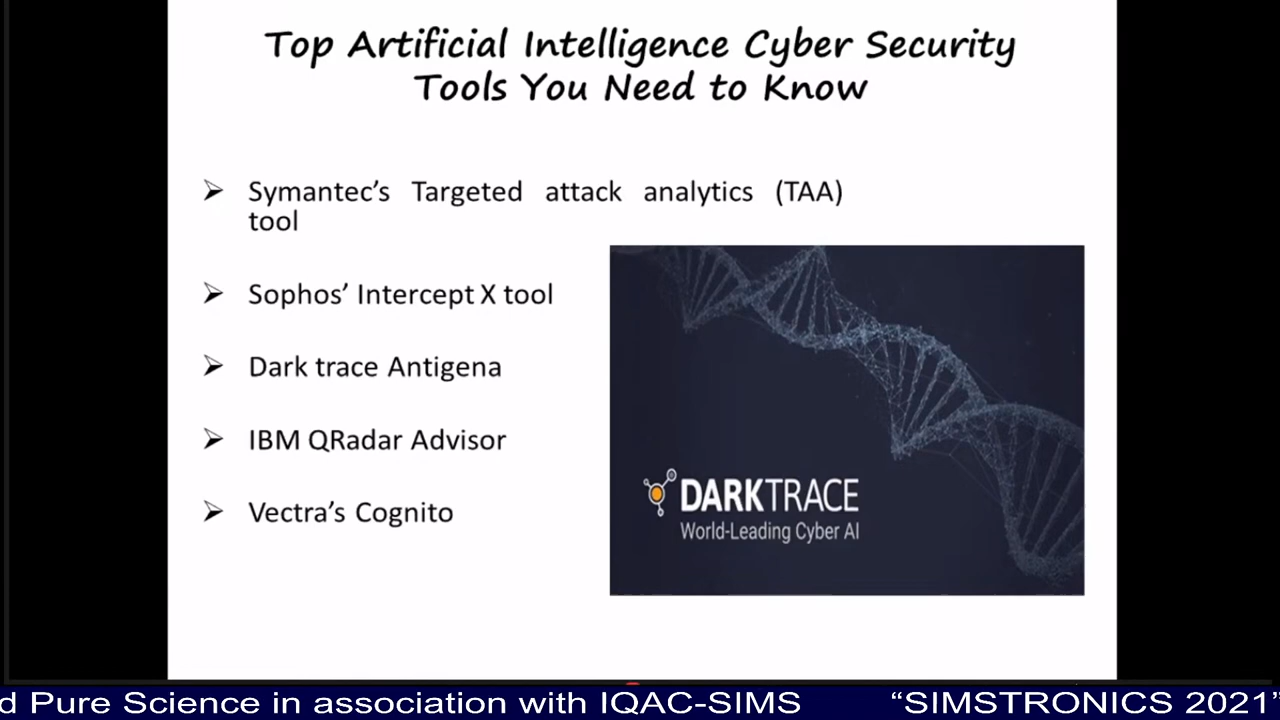 Top Artificial Intelligence Cyber Security
Tools You Need to Know
➢ Symantec’s Targeted attack analytics (TAA)
tool
➢ Sophos’ Intercept X tool
➢ Dark trace Antigena
➢ IBM QRadar Advisor
➢ Vectra’s Cognito
DARKTRACE
World-Leading Cyber AI
d Pure Science in association with IQAC-SIMS “SIMSTRONICS 2021”